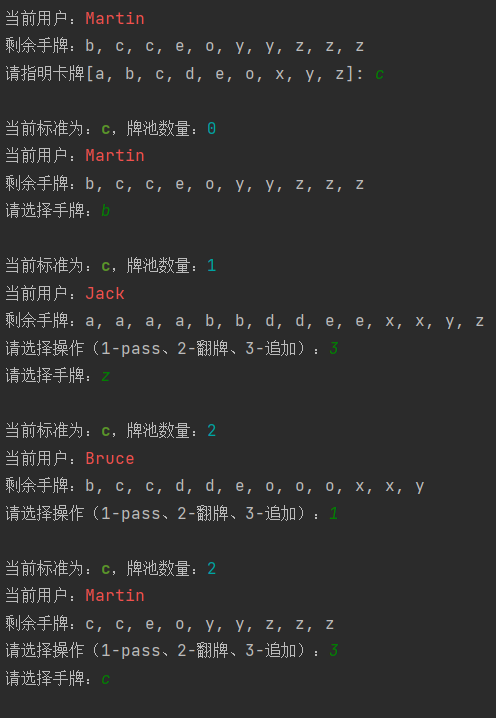 当前用户：Martin
剩余手牌：b, c, c, e, o, y, y, z, z, z
请指明卡牌[a, b, c, d, e, o, x, y, z]: c
当前标准为：c，牌池数量：0
当前用户：Martin
剩余手牌：b, c, c, e, o, y, y, z, z, z
请选择手牌：b
当前标准为：c，牌池数量：1
当前用户：Jack
剩余手牌：a, a, a, a, b, b, d, d, e, e, x, x, y, z
请选择操作（1-pass、2-翻牌、3-追加）：3
请选择手牌：z
当前标准为：c，牌池数量：2
当前用户：Bruce
剩余手牌：b, c, c, d, d, e, o, o, o, x, x, y
请选择操作（1-pass、2-翻牌、3-追加）：1
当前标准为：c，牌池数量：2
当前用户：Martin
剩余手牌：c, c, e, o, y, y, z, z, z
请选择操作（1-pass、2-翻牌、3-追加）：3
请选择手牌：c